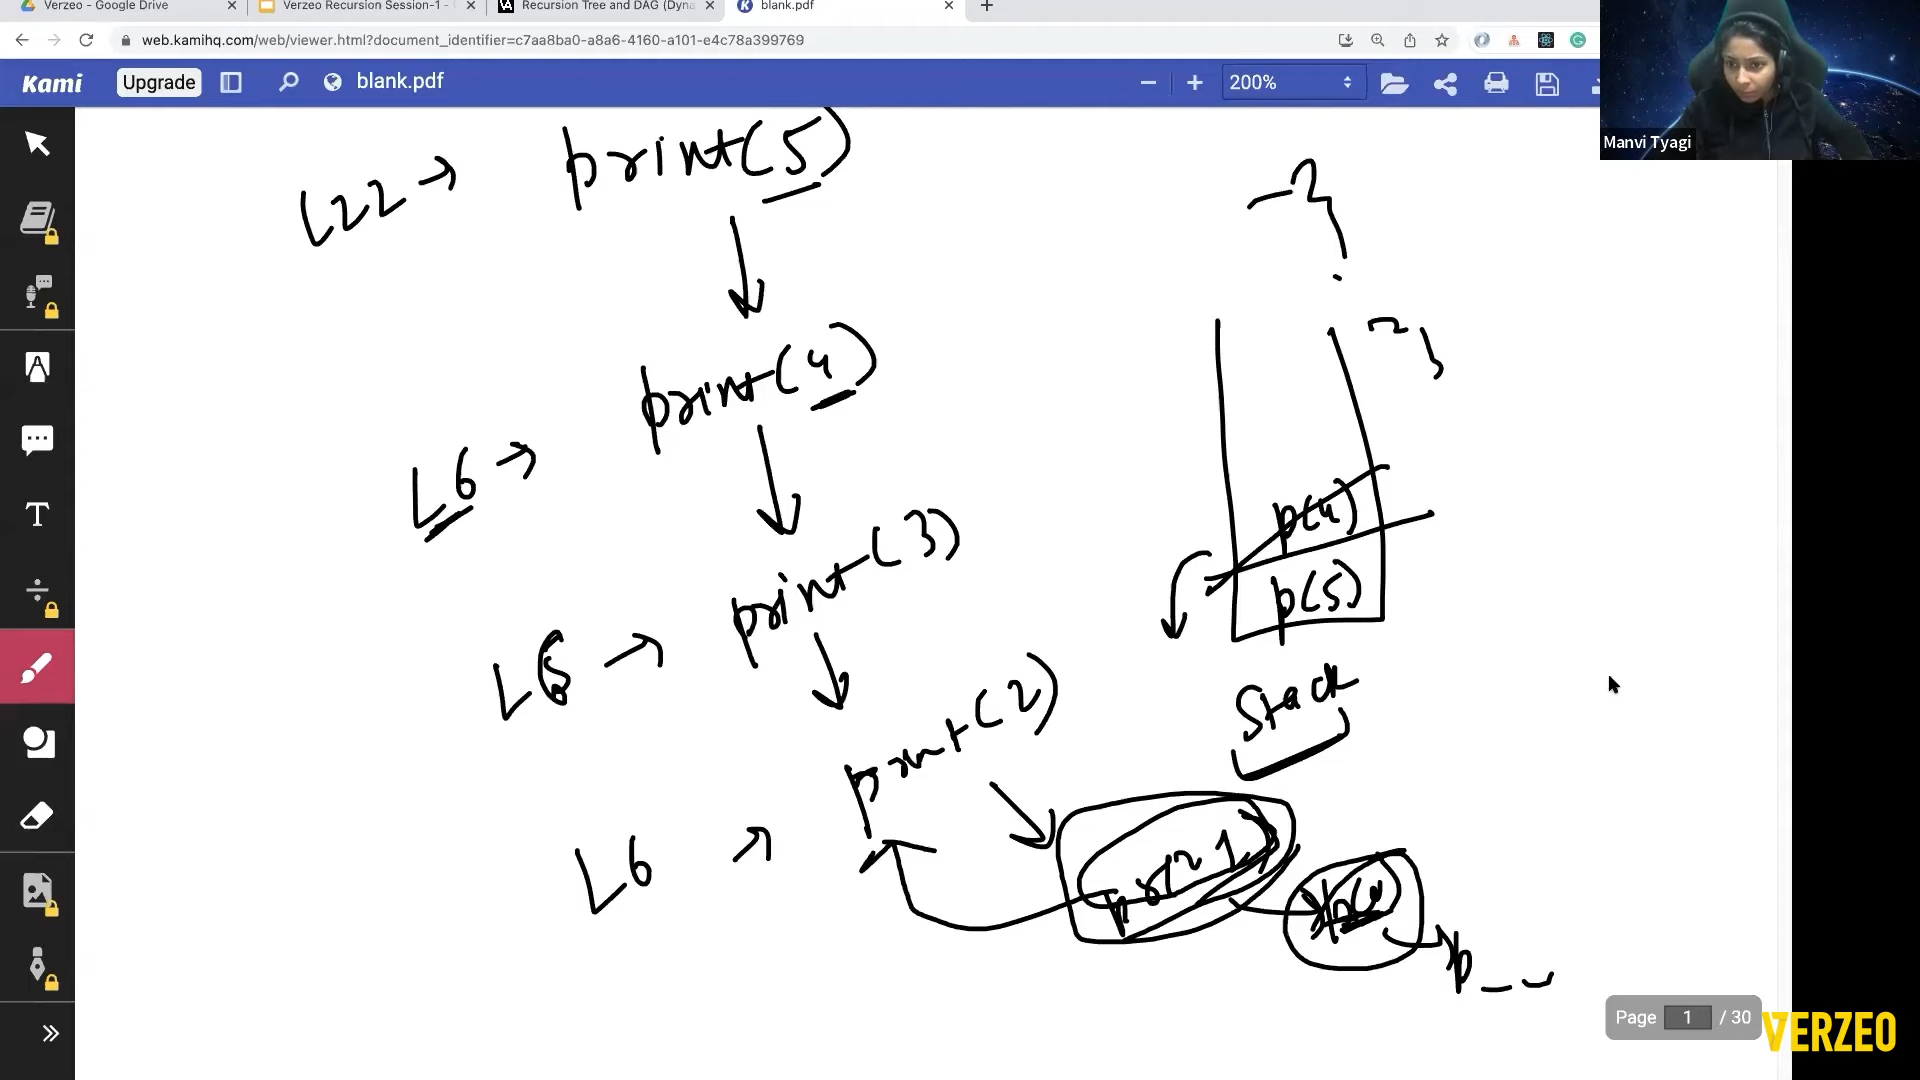 Verzeo - Google Drive
Verzeo Recursion Session-1 -
Recursion Tree and DAG (Dyna
blank.pdf
web.kamihq.com/web/viewer.html?document_identifier=c7aa8ba0-a8a6-4160-a101-e4c78a399769
Kami
Upgrade
blank.pdf
200%
Manvi Tyagi
L22 → print(5)
print(4)
L6 →
print(3)
L6 →
print(2)
L6 →
p(4)
p(5)
Stack
Page 1 / 30
VERZEO